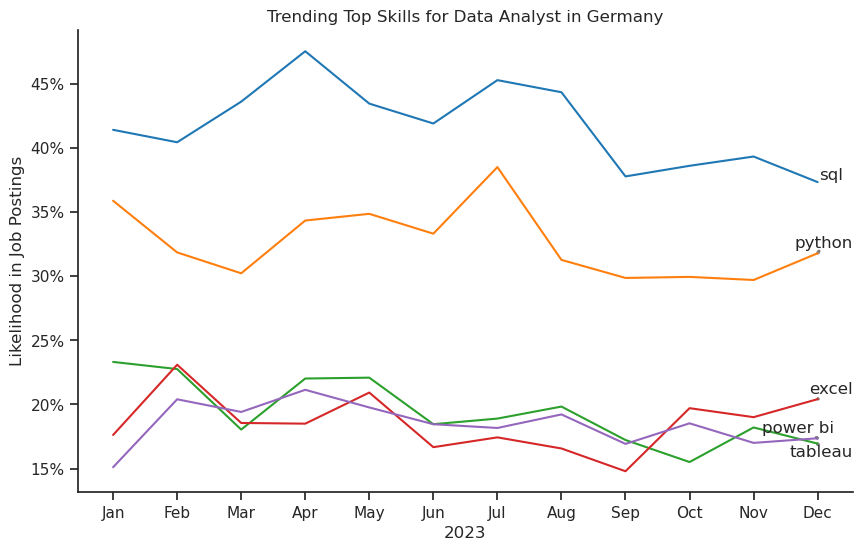 Trending Top Skills for Data Analyst in Germany
Likelihood in Job Postings
45%
40%
35%
30%
25%
20%
15%
sql
python
excel
power bi
tableau
Jan Feb Mar Apr May Jun Jul Aug Sep Oct Nov Dec
2023